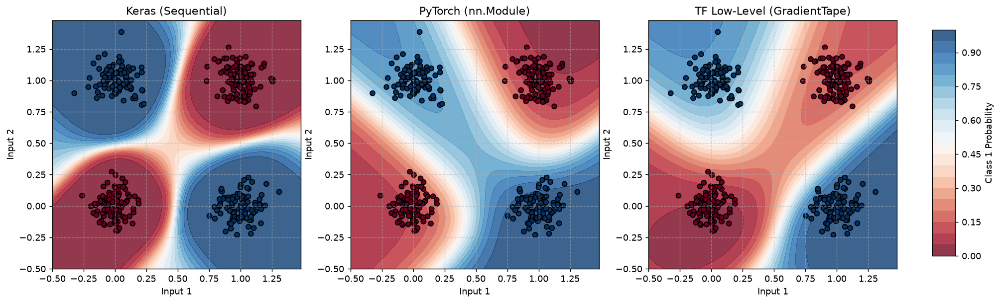 Keras (Sequential)
PyTorch (nn.Module)
TF Low-Level (GradientTape)
Input 2
1.25
1.00
0.75
0.50
0.25
0.00
−0.25
−0.50
−0.50 −0.25 0.00 0.25 0.50 0.75 1.00 1.25
Input 1
Input 2
1.25
1.00
0.75
0.50
0.25
0.00
−0.25
−0.50
−0.50 −0.25 0.00 0.25 0.50 0.75 1.00 1.25
Input 1
Input 2
1.25
1.00
0.75
0.50
0.25
0.00
−0.25
−0.50
−0.50 −0.25 0.00 0.25 0.50 0.75 1.00 1.25
Input 1
0.90
0.75
0.60
0.45
0.30
0.15
0.00
Class 1 Probability